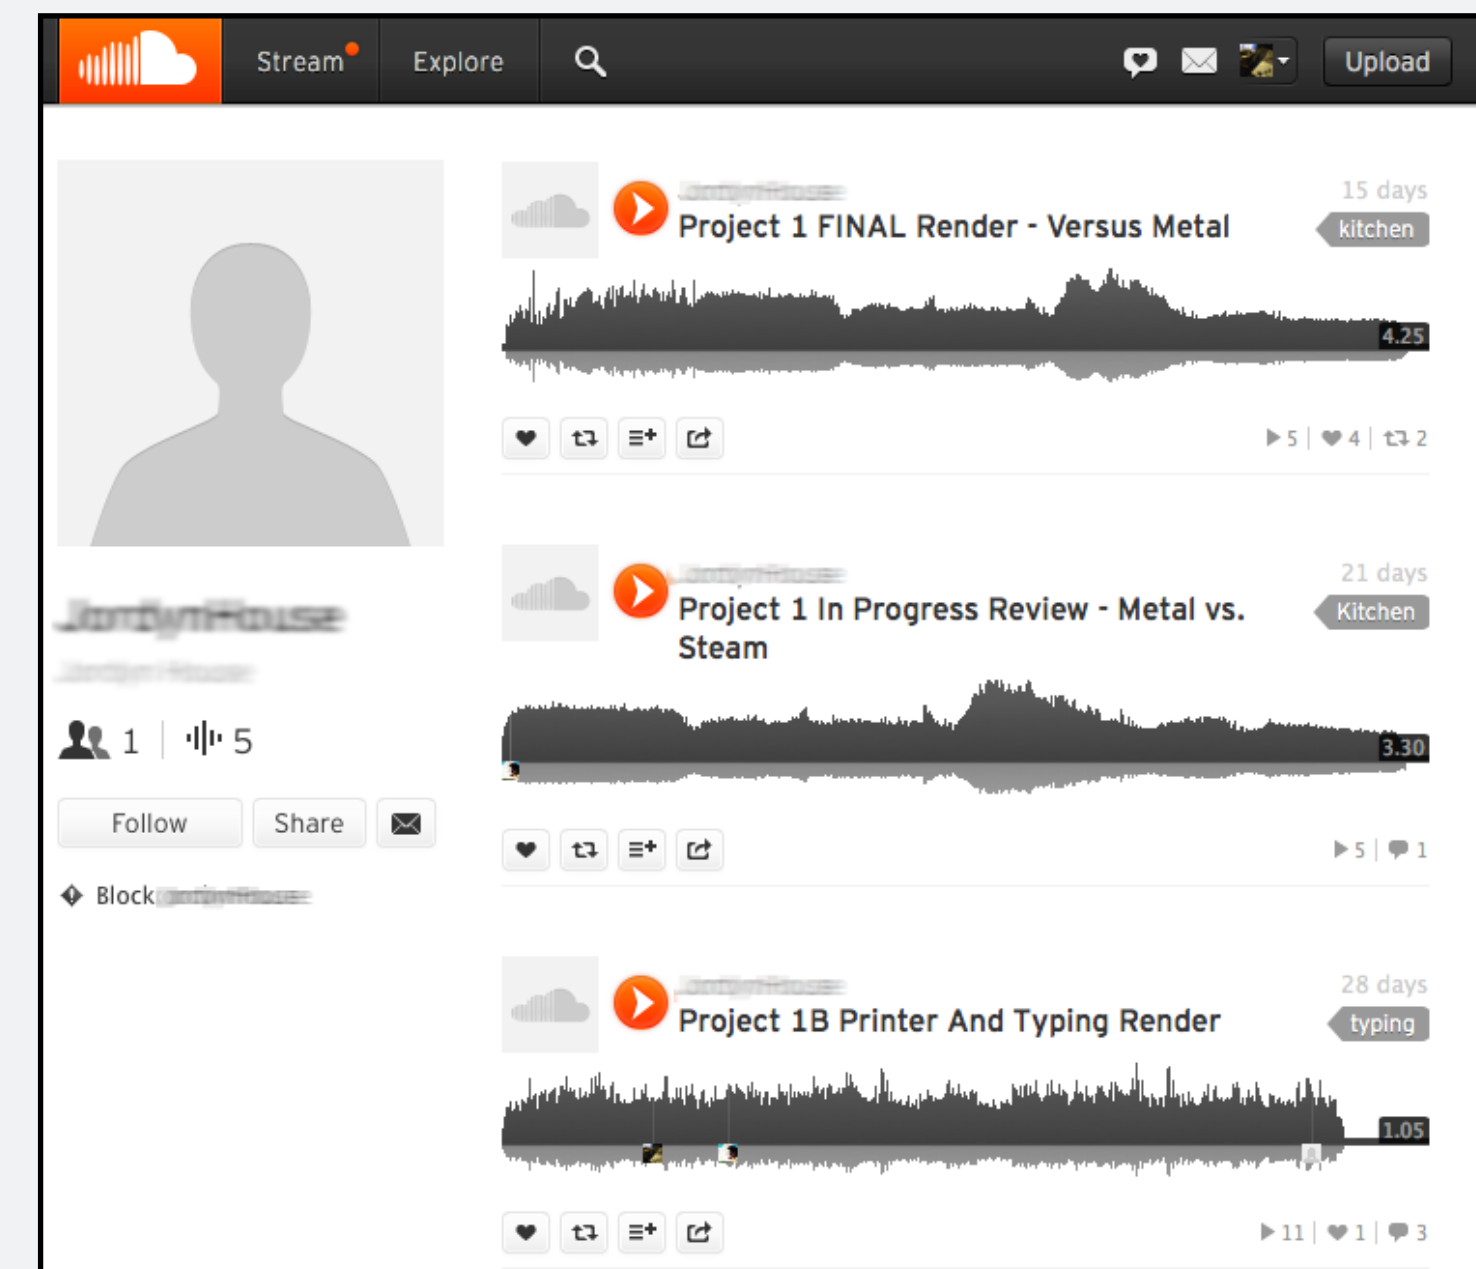 Stream
Explore
Upload
15 days
Project 1 FINAL Render - Versus Metal
kitchen
4.25
5
4
2
21 days
Project 1 In Progress Review - Metal vs.
Steam
Kitchen
3.30
1
5
Follow
Share
5
1
Block
28 days
Project 1B Printer And Typing Render
typing
1.05
11
1
3